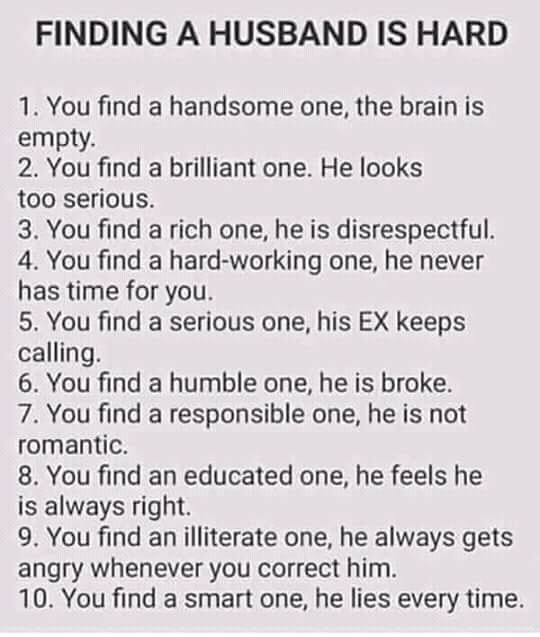 FINDING A HUSBAND IS HARD
1. You find a handsome one, the brain is
empty.
2. You find a brilliant one. He looks
too serious.
3. You find a rich one, he is disrespectful.
4. You find a hard-working one, he never
has time for you.
5. You find a serious one, his EX keeps
calling.
6. You find a humble one, he is broke.
7. You find a responsible one, he is not
romantic.
8. You find an educated one, he feels he
is always right.
9. You find an illiterate one, he always gets
angry whenever you correct him.
10. You find a smart one, he lies every time.